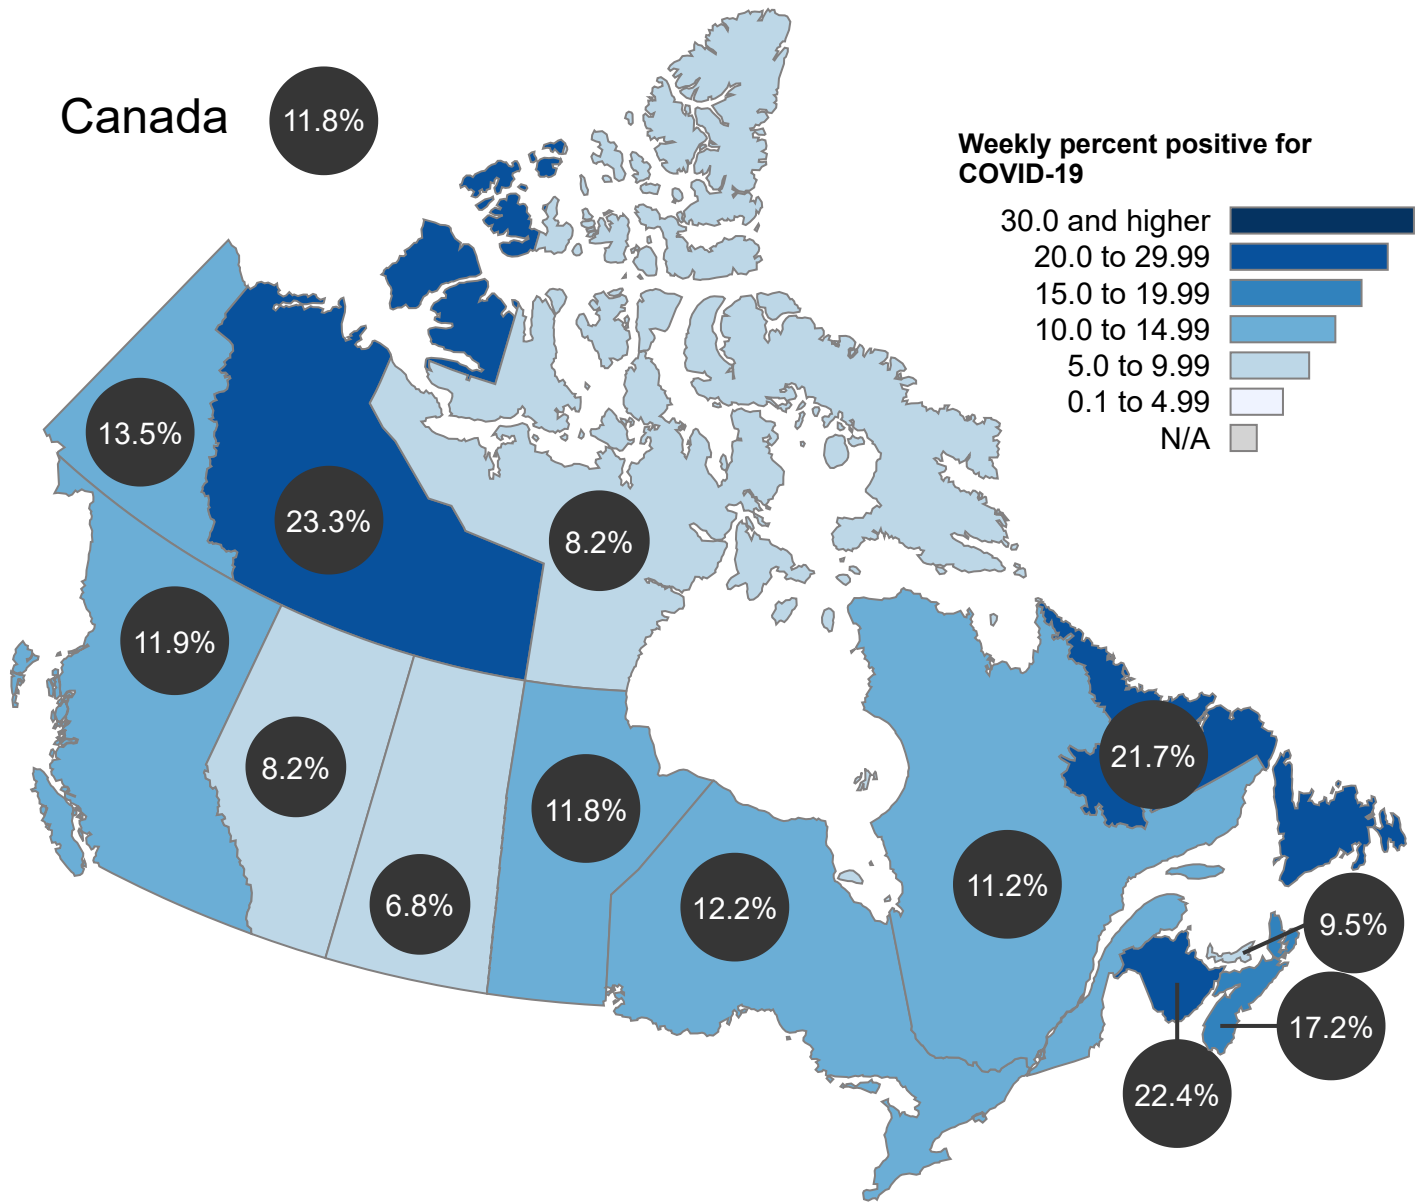 Canada 11.8%
Weekly percent positive for
COVID-19
30.0 and higher
20.0 to 29.99
15.0 to 19.99
10.0 to 14.99
5.0 to 9.99
0.1 to 4.99
N/A
13.5%
23.3%
8.2%
11.9%
8.2%
6.8%
11.8%
12.2%
11.2%
21.7%
9.5%
17.2%
22.4%